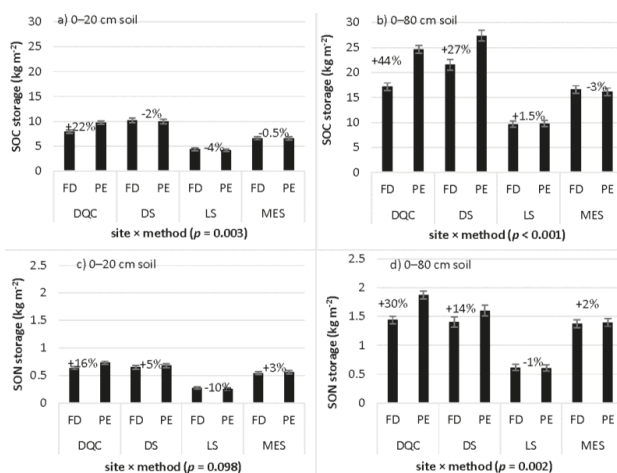 a) 0–20 cm soil
SOC storage (kg m-2)
30
25
20
15
10
5
0
+22%
-2%
-4%
-0.5%
FD PE FD PE FD PE FD PE
DQC DS LS MES
site × method (p = 0.003)
b) 0–80 cm soil
SOC storage (kg m-2)
30
25
20
15
10
5
0
+44%
+27%
+1.5%
-3%
FD PE FD PE FD PE FD PE
DQC DS LS MES
site × method (p < 0.001)
c) 0–20 cm soil
SON storage (kg m-2)
2.5
2
1.5
1
0.5
0
+16%
+5%
-10%
+3%
FD PE FD PE FD PE FD PE
DQC DS LS MES
site × method (p = 0.098)
d) 0–80 cm soil
SON storage (kg m-2)
2.5
2
1.5
1
0.5
0
+30%
+14%
-1%
+2%
FD PE FD PE FD PE FD PE
DQC DS LS MES
site × method (p = 0.002)